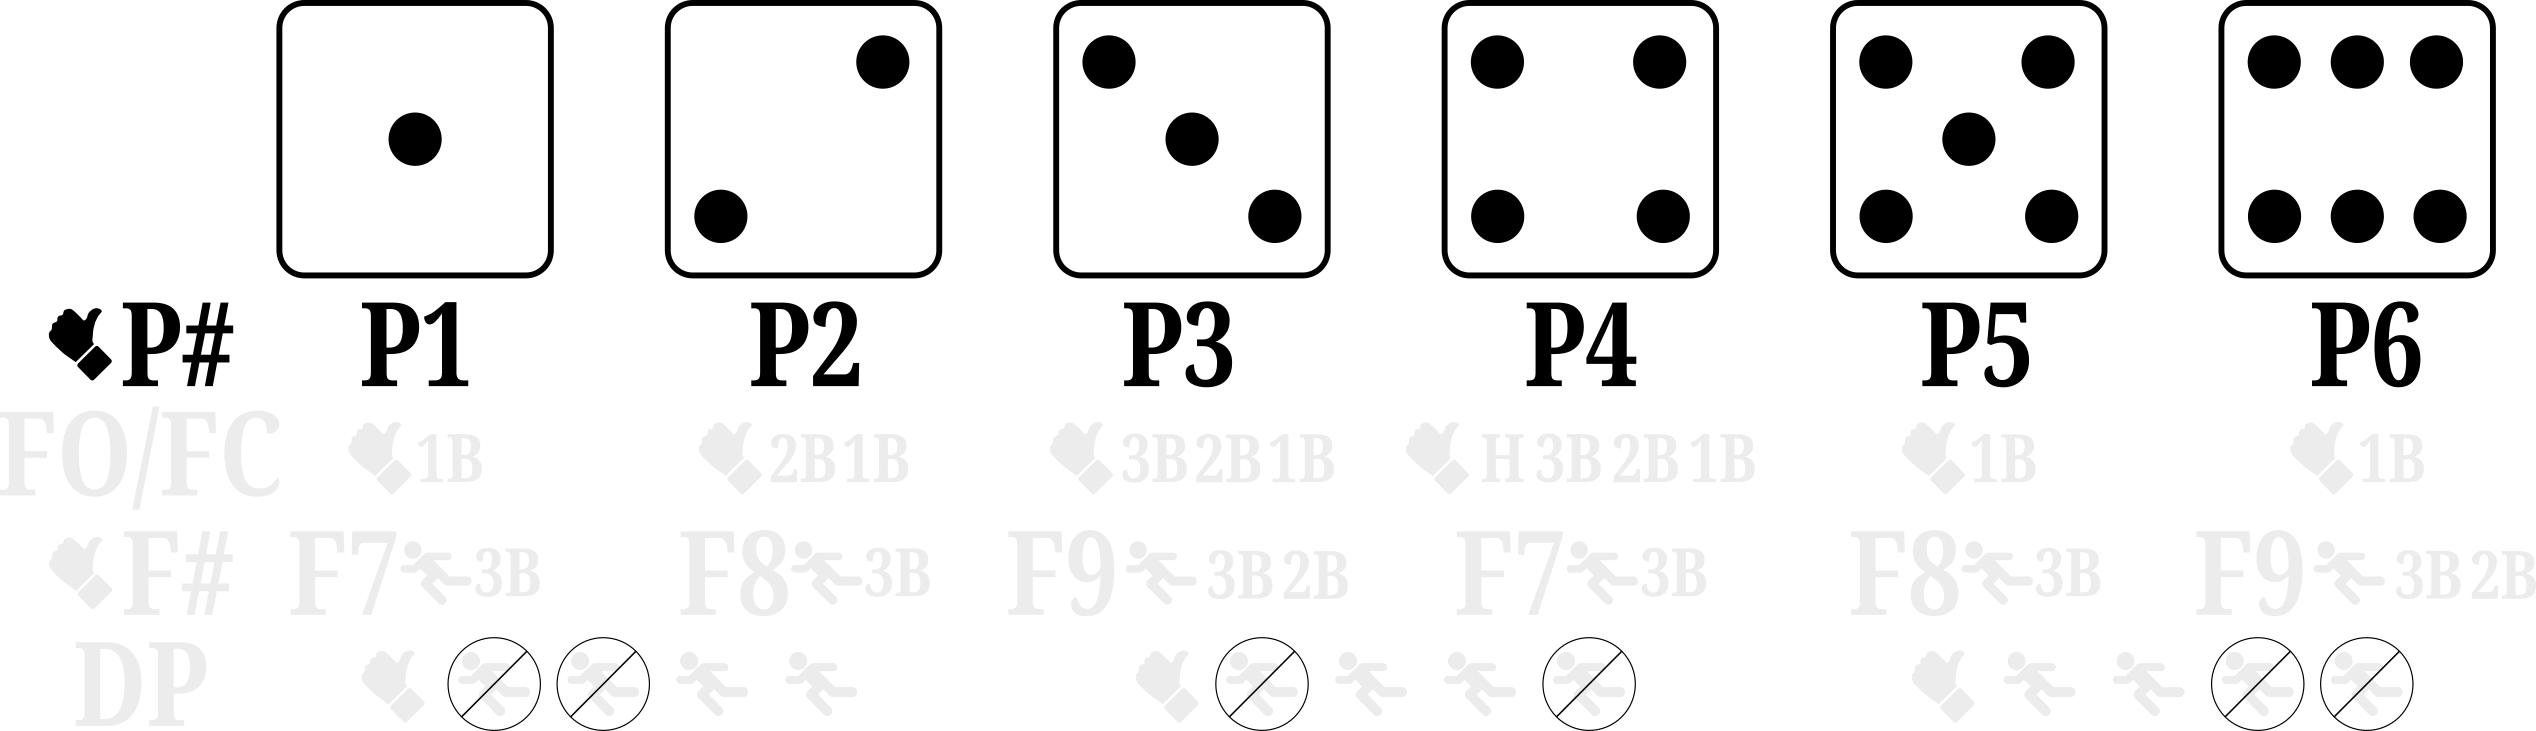 P# P1 P2 P3 P4 P5 P6
FO/FC 1B 2B 1B 3B 2B 1B H 3B 2B 1B 1B 1B
F# F7 3B F8 3B F9 3B 2B F7 3B F8 3B F9 3B 2B
DP